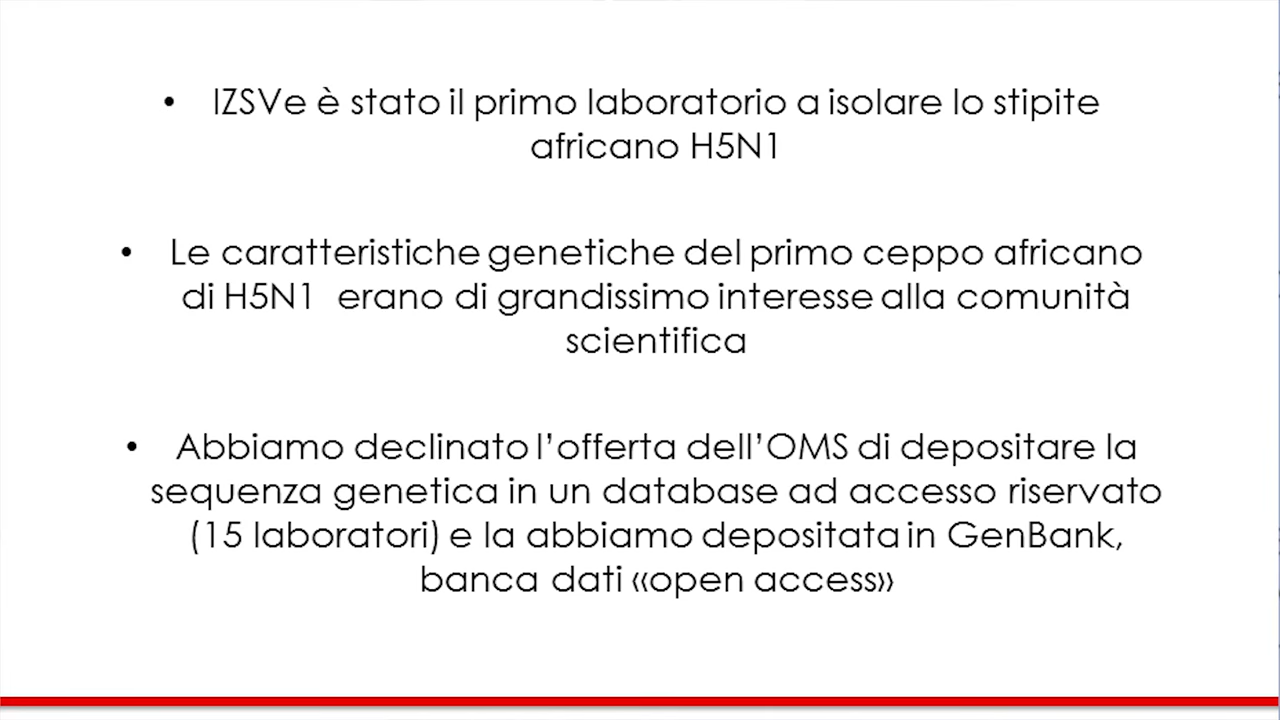 • IZSVe è stato il primo laboratorio a isolare lo stipite
africano H5N1
• Le caratteristiche genetiche del primo ceppo africano
di H5N1 erano di grandissimo interesse alla comunità
scientifica
• Abbiamo declinato l’offerta dell’OMS di depositare la
sequenza genetica in un database ad accesso riservato
(15 laboratori) e la abbiamo depositata in GenBank,
banca dati «open access»